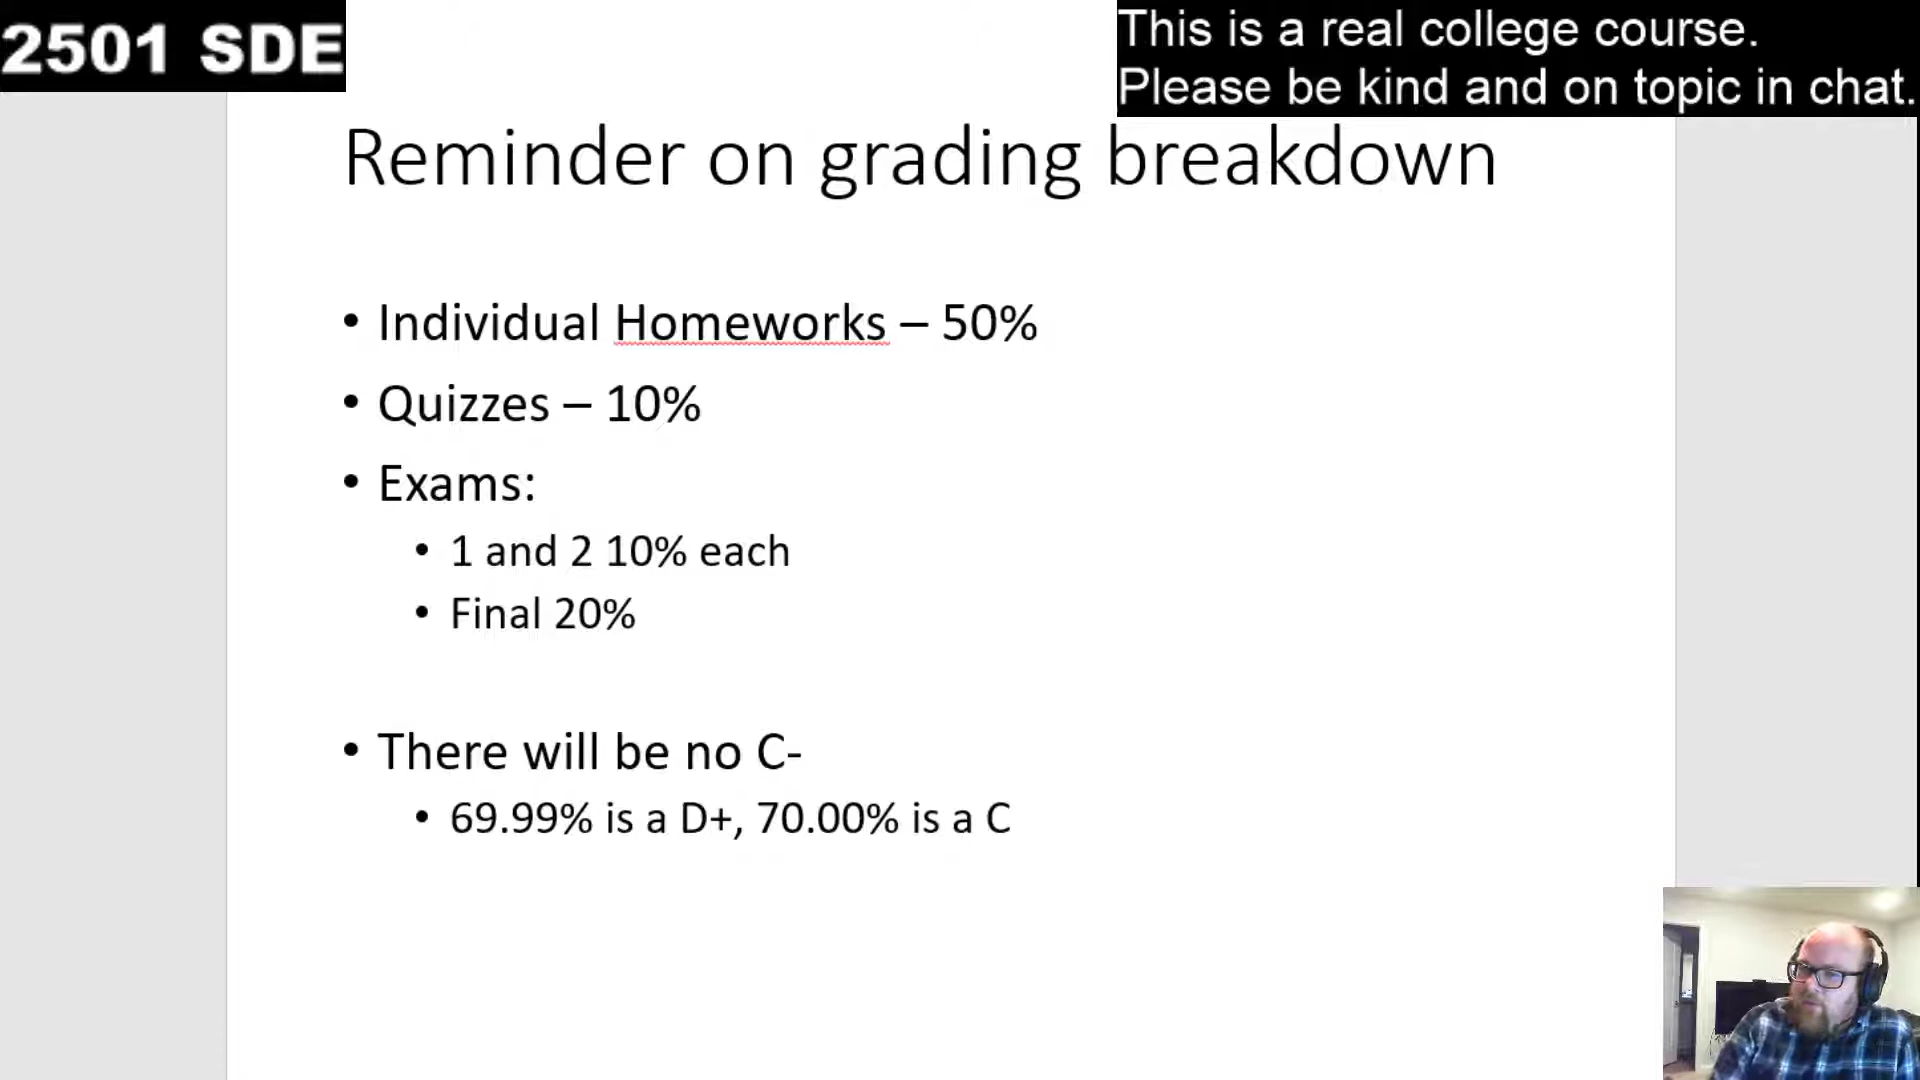 2501 SDE
This is a real college course.
Please be kind and on topic in chat.
Reminder on grading breakdown
• Individual Homeworks – 50%
• Quizzes – 10%
• Exams:
• 1 and 2 10% each
• Final 20%
• There will be no C-
• 69.99% is a D+, 70.00% is a C